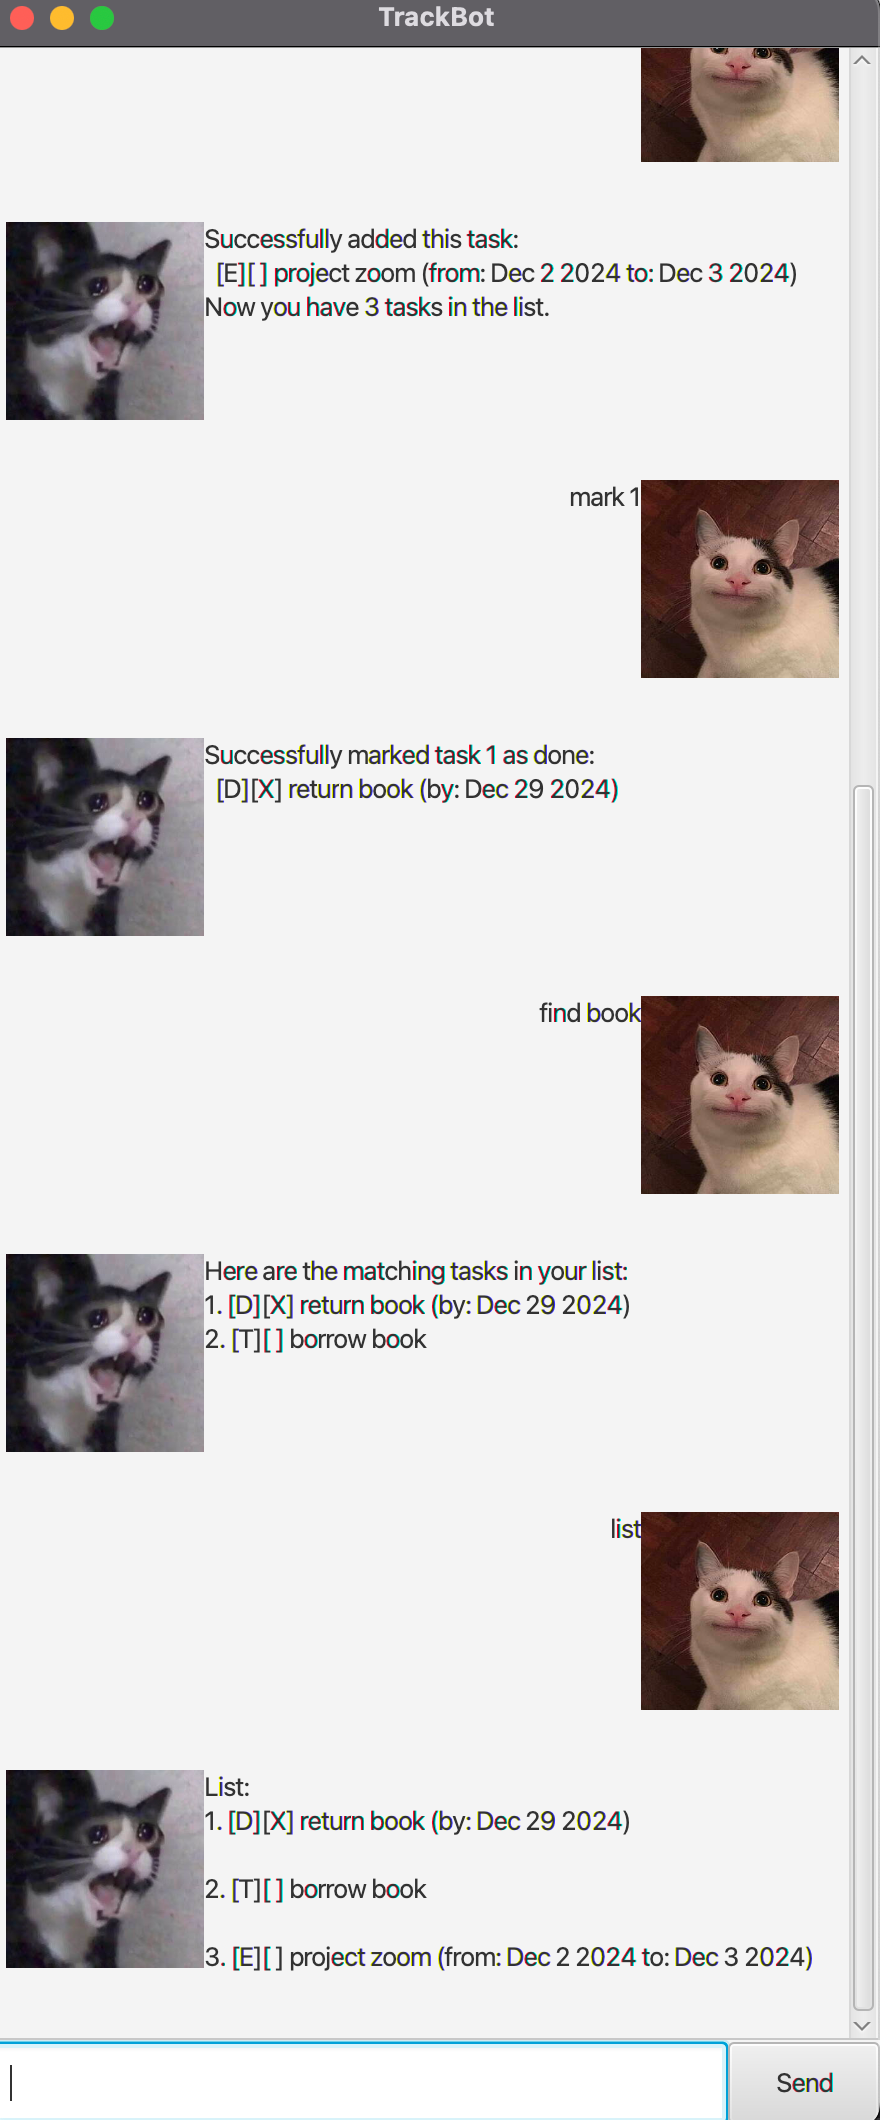 TrackBot
Successfully added this task:
[E][ ] project zoom (from: Dec 2 2024 to: Dec 3 2024)
Now you have 3 tasks in the list.
mark 1
Successfully marked task 1 as done:
[D][X] return book (by: Dec 29 2024)
find book
Here are the matching tasks in your list:
1. [D][X] return book (by: Dec 29 2024)
2. [T][ ] borrow book
list
List:
1. [D][X] return book (by: Dec 29 2024)
2. [T][ ] borrow book
3. [E][ ] project zoom (from: Dec 2 2024 to: Dec 3 2024)
Send